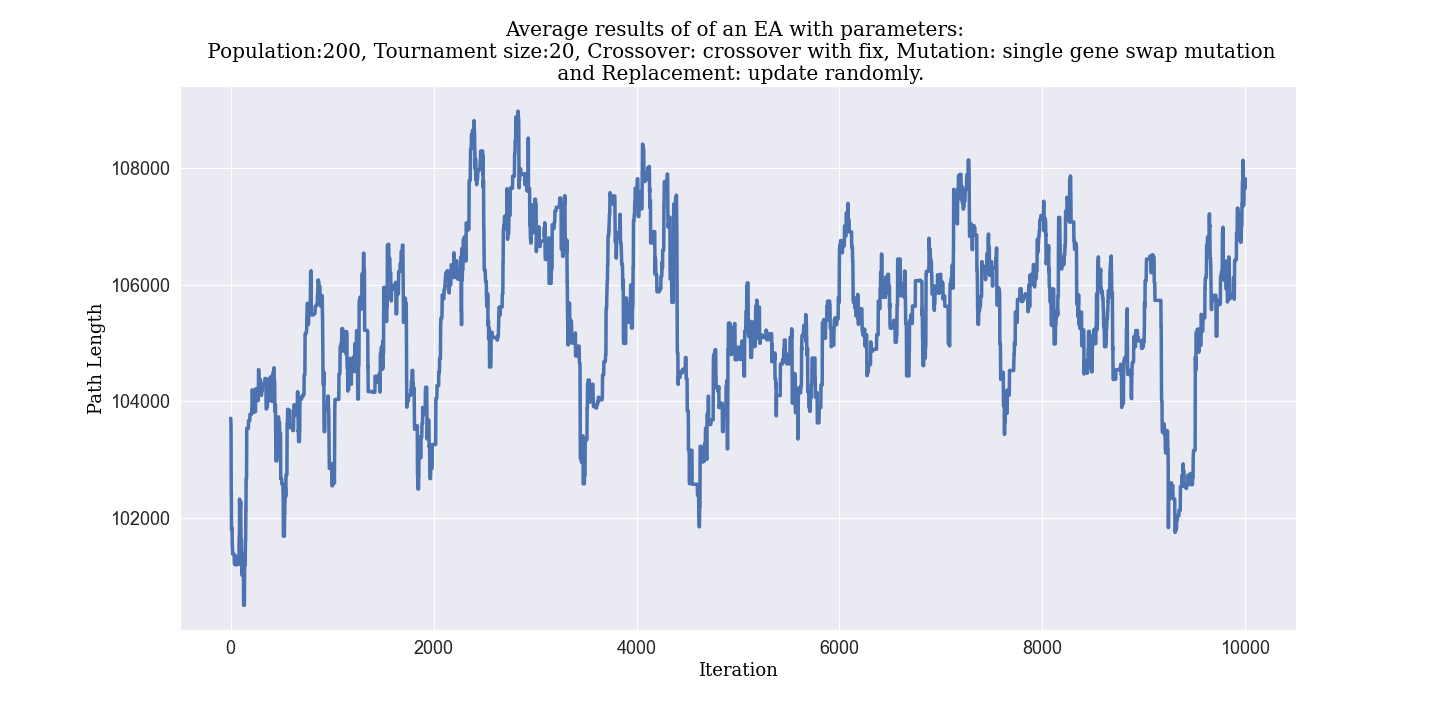 Average results of of an EA with parameters:
Population:200, Tournament size:20, Crossover: crossover with fix, Mutation: single gene swap mutation
and Replacement: update randomly.
108000
106000
104000
102000
Path Length
0 2000 4000 6000 8000 10000
Iteration